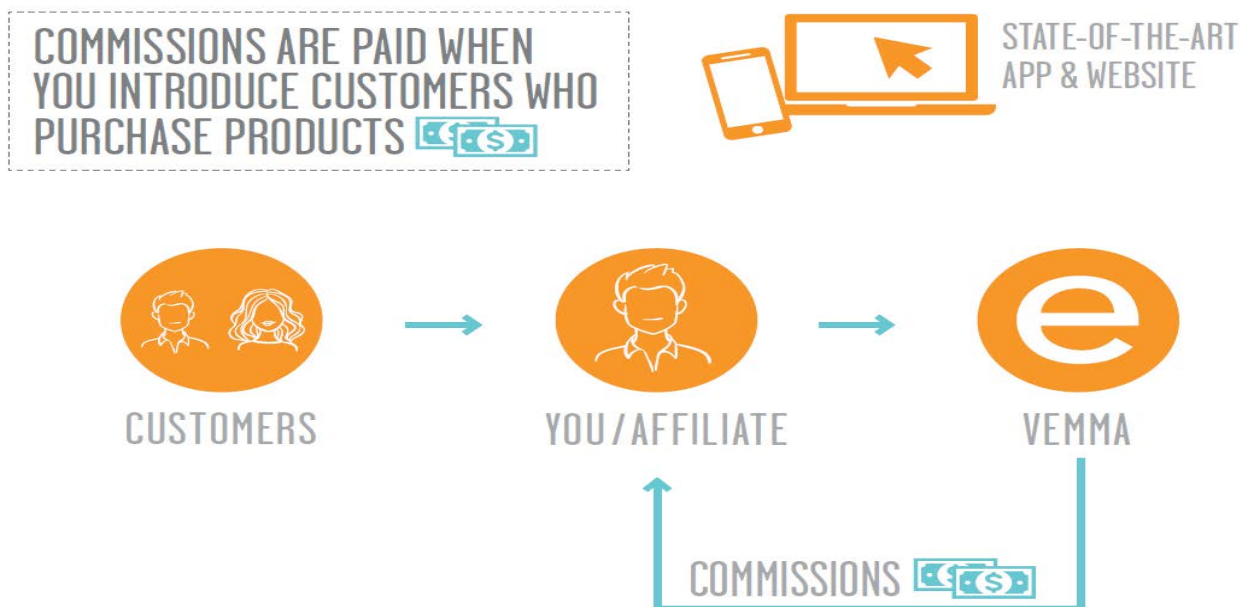 COMMISSIONS ARE PAID WHEN
YOU INTRODUCE CUSTOMERS WHO
PURCHASE PRODUCTS
STATE-OF-THE-ART
APP & WEBSITE
CUSTOMERS
YOU/AFFILIATE
e
VEMMA
COMMISSIONS